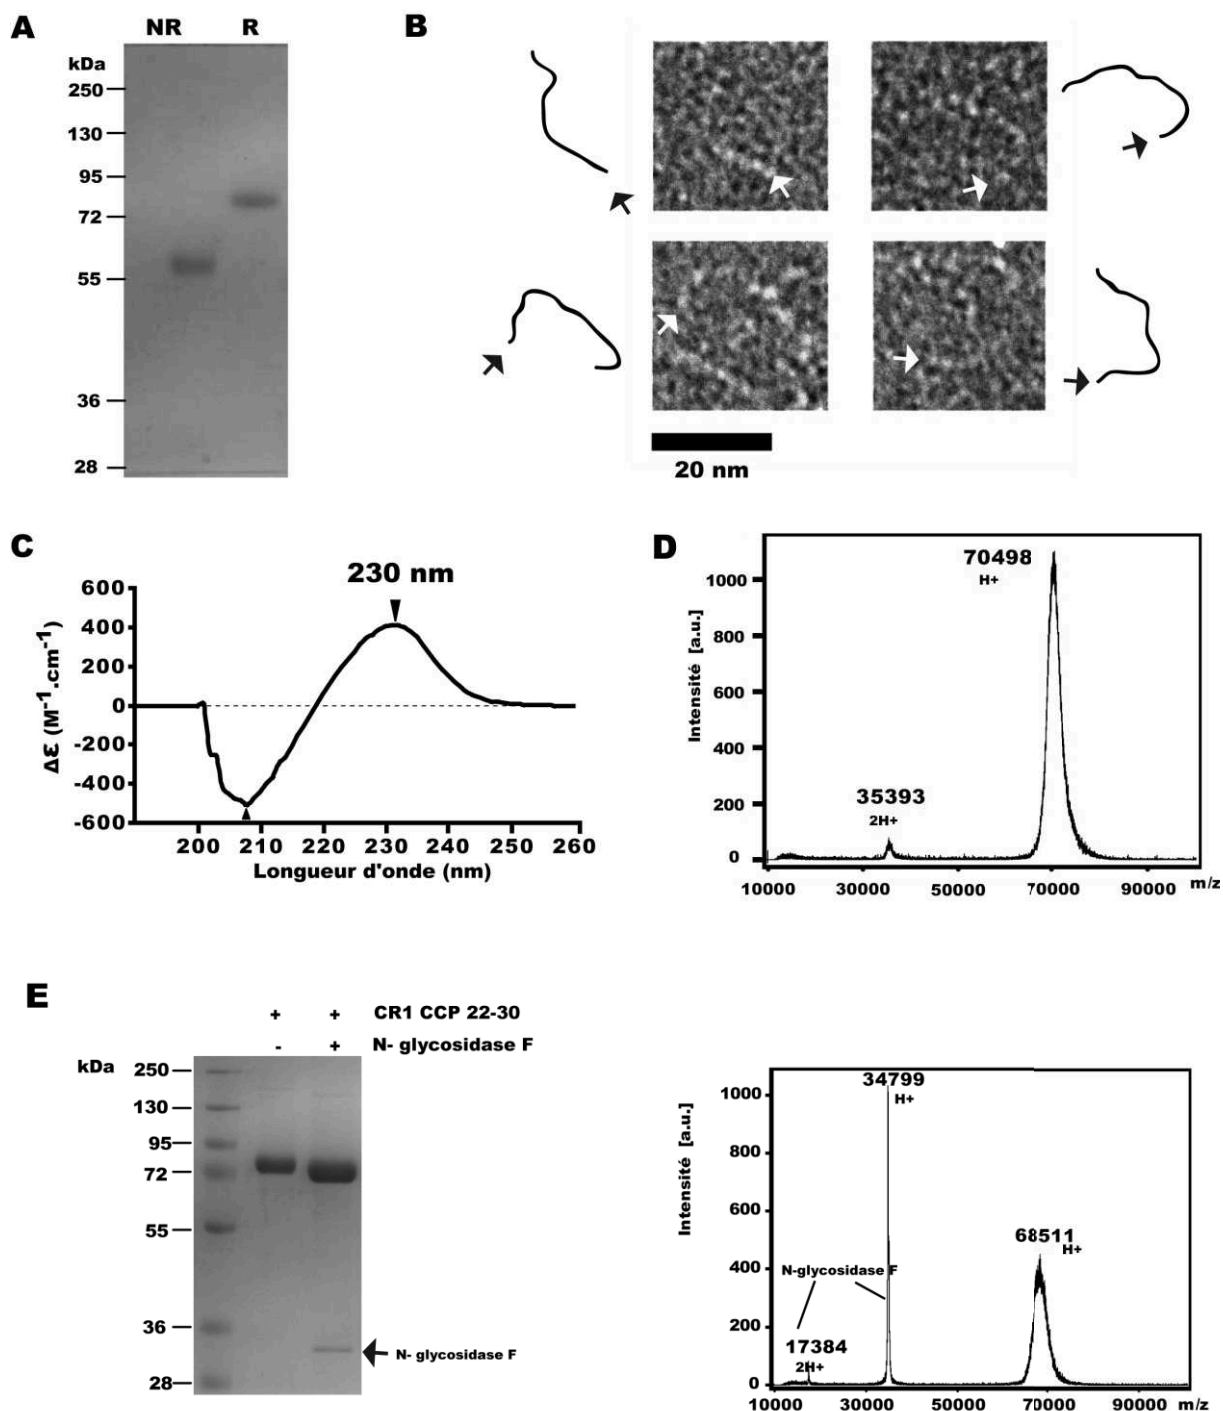 A
NR R
kDa
250
130
95
72
55
36
28
B
20 nm
C
230 nm
600
400
200
0
-200
-400
-600
Δε (M⁻¹.cm⁻¹)
200 210 220 230 240 250 260
Longueur d'onde (nm)
D
70498
H+
35393
2H+
Intensité [a.u.]
1000
800
600
400
200
0
10000 30000 50000 70000 90000 m/z
E
+ + CR1 CCP 22-30
- + N- glycosidase F
kDa
250
130
95
72
55
36
28
N- glycosidase F
34799
H+
68511
H+
N-glycosidase F
17384
2H+
Intensité [a.u.]
1000
800
600
400
200
0
10000 30000 50000 70000 90000 m/z